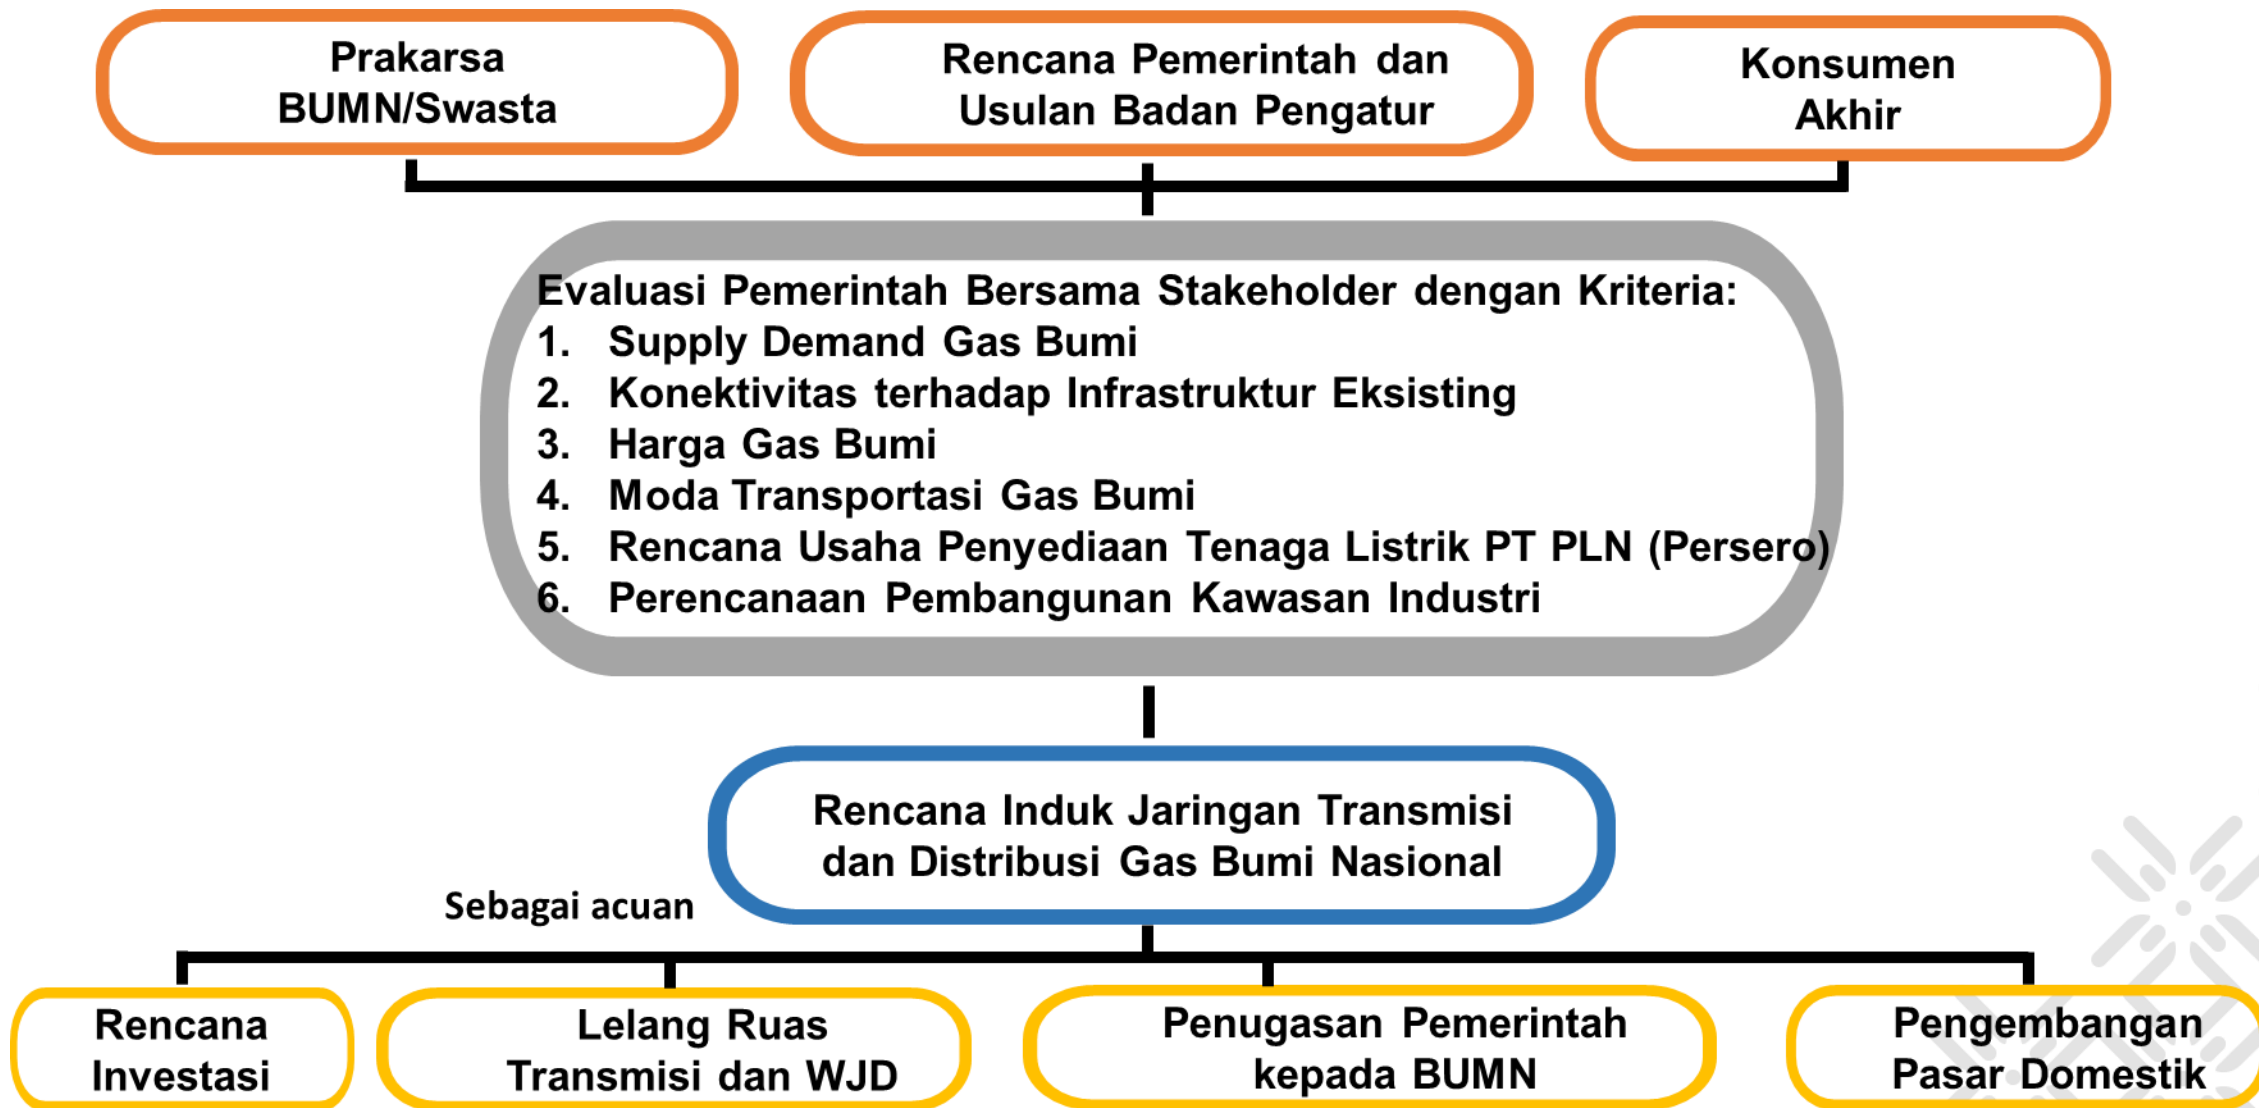 Prakarsa
BUMN/Swasta
Rencana Pemerintah dan
Usulan Badan Pengatur
Konsumen
Akhir
Evaluasi Pemerintah Bersama Stakeholder dengan Kriteria:
1. Supply Demand Gas Bumi
2. Konektivitas terhadap Infrastruktur Eksisting
3. Harga Gas Bumi
4. Moda Transportasi Gas Bumi
5. Rencana Usaha Penyediaan Tenaga Listrik PT PLN (Persero)
6. Perencanaan Pembangunan Kawasan Industri
Rencana Induk Jaringan Transmisi
dan Distribusi Gas Bumi Nasional
Sebagai acuan
Rencana
Investasi
Lelang Ruas
Transmisi dan WJD
Penugasan Pemerintah
kepada BUMN
Pengembangan
Pasar Domestik